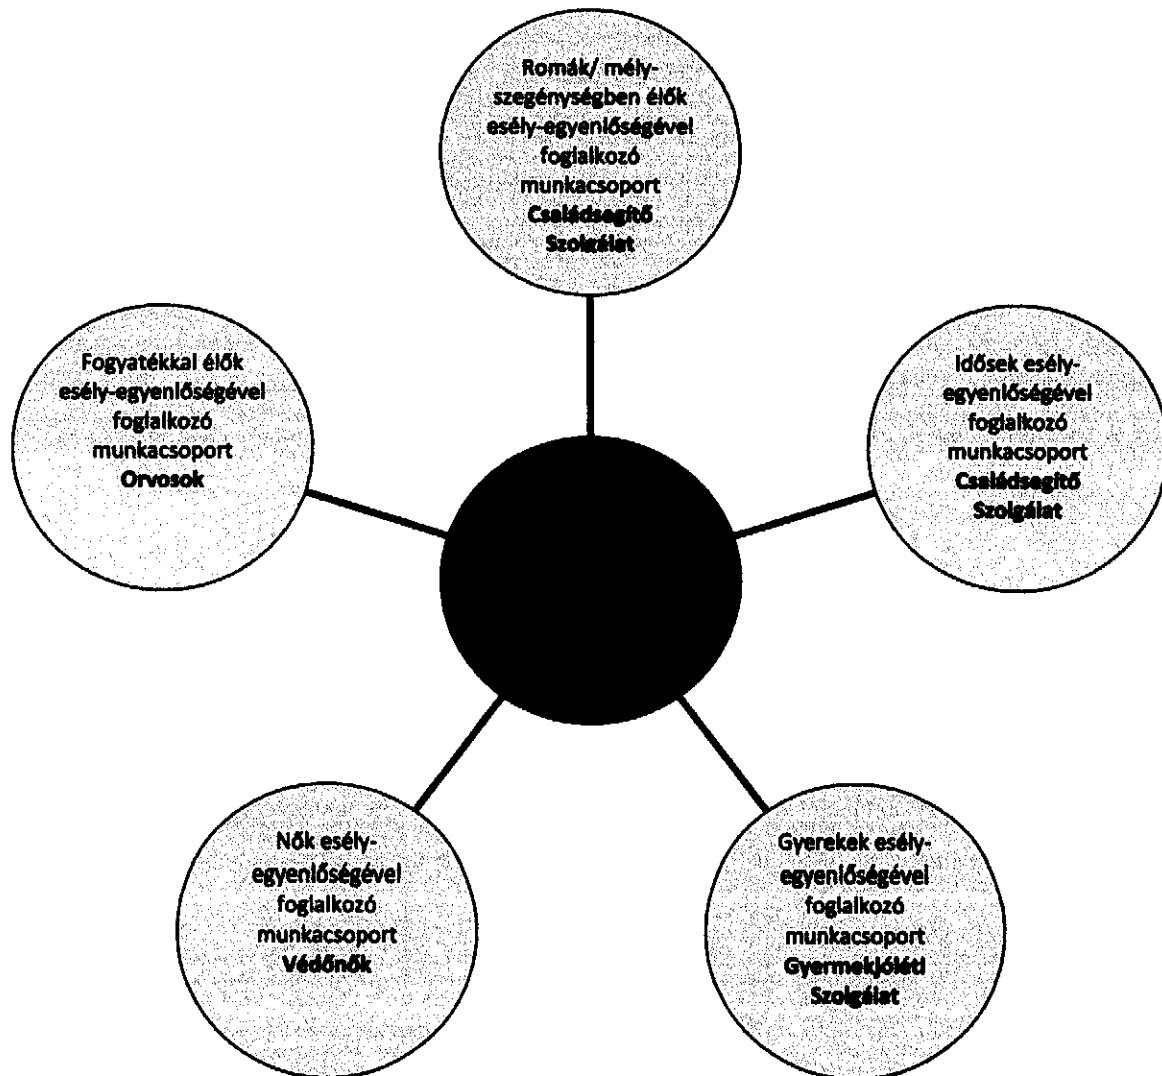 Romák/ mély-
szegénységben élők
esély-egyenlőségével
foglalkozó
munkacsoport
Családsegítő
Szolgálat
Fogyatékkal élők
esély-egyenlőségével
foglalkozó
munkacsoport
Orvosok
Idősek esély-
egyenlőségével
foglalkozó
munkacsoport
Családsegítő
Szolgálat
Nők esély-
egyenlőségével
foglalkozó
munkacsoport
Védőnők
Gyerekek esély-
egyenlőségével
foglalkozó
munkacsoport
Gyermekjóléti
Szolgálat